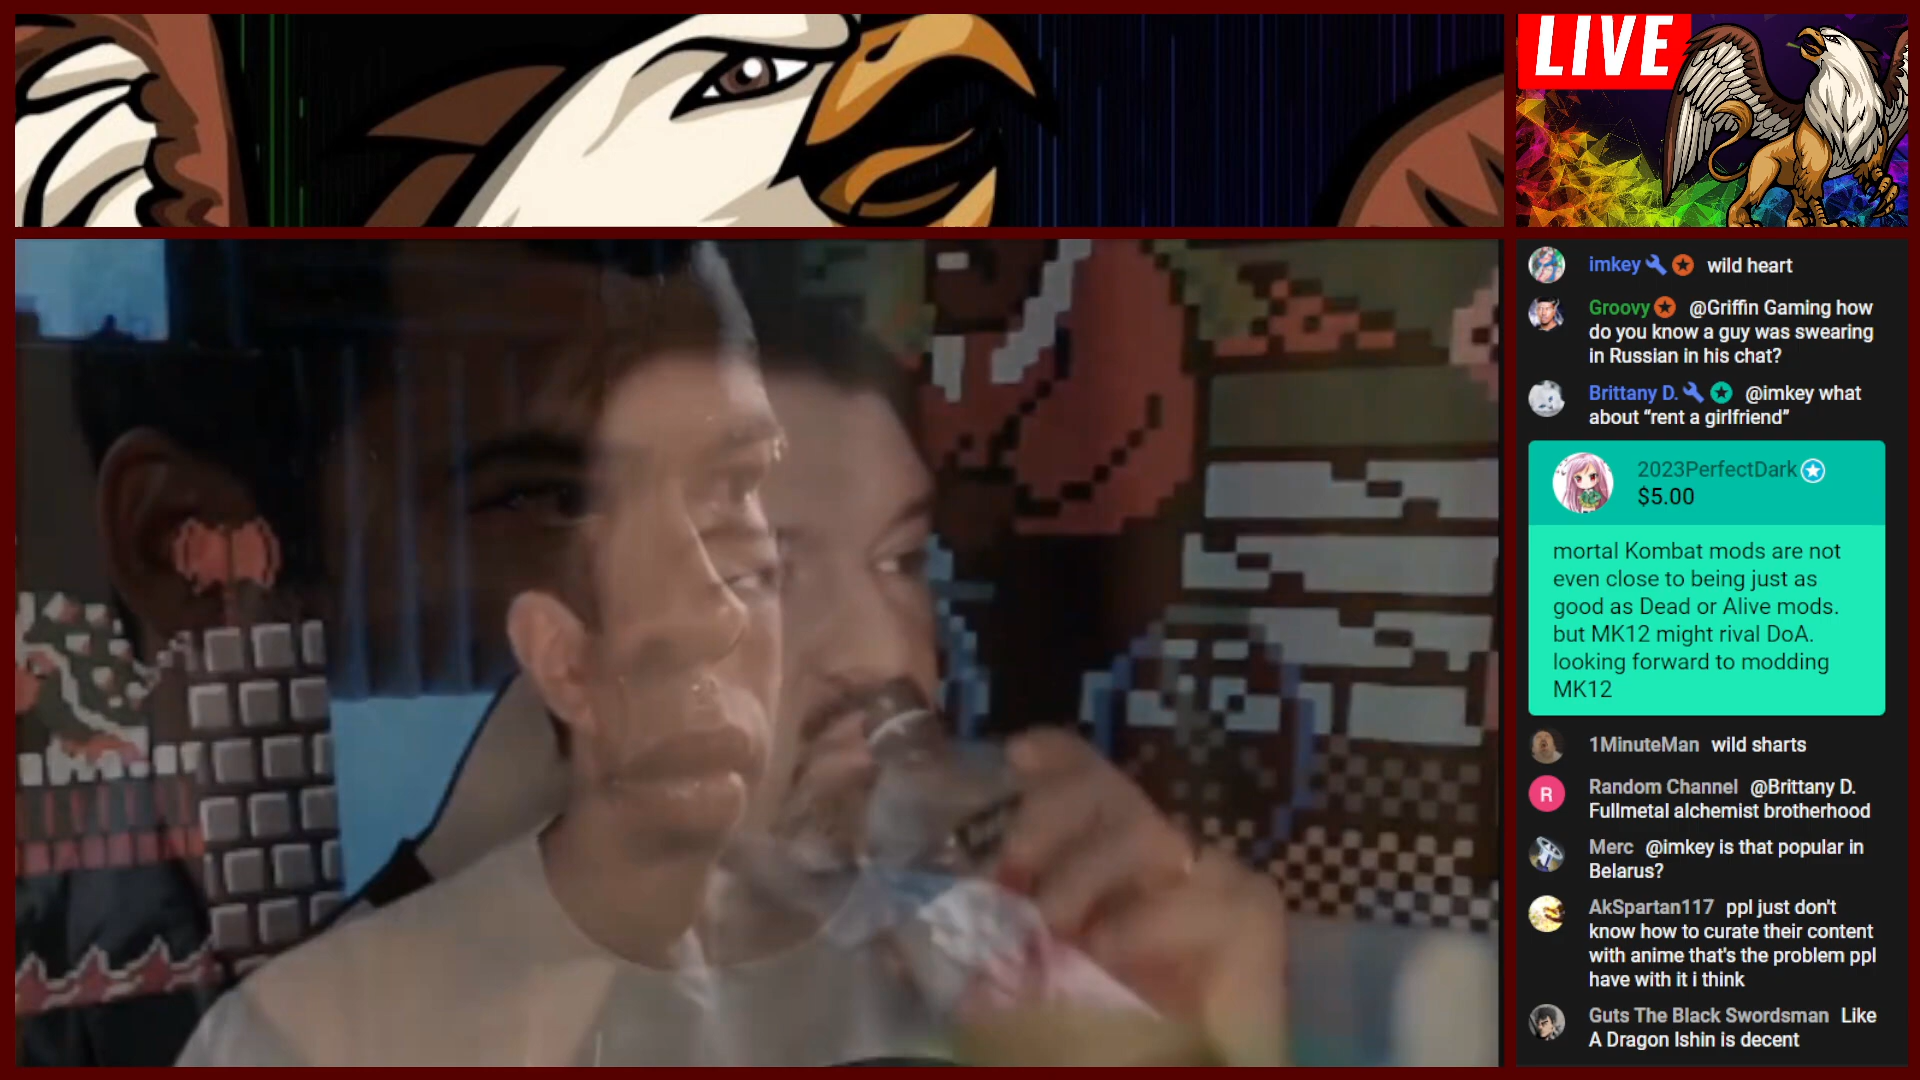 LIVE
imkey wild heart
Groovy @Griffin Gaming how
do you know a guy was swearing
in Russian in his chat?
Brittany D. @imkey what
about “rent a girlfriend”
2023PerfectDark
$5.00
mortal Kombat mods are not
even close to being just as
good as Dead or Alive mods.
but MK12 might rival DoA.
looking forward to modding
MK12
1MinuteMan wild sharts
R
Random Channel @Brittany D.
Fullmetal alchemist brotherhood
Merc @imkey is that popular in
Belarus?
AkSpartan117 ppl just don't
know how to curate their content
with anime that's the problem ppl
have with it i think
Guts The Black Swordsman Like
A Dragon Ishin is decent